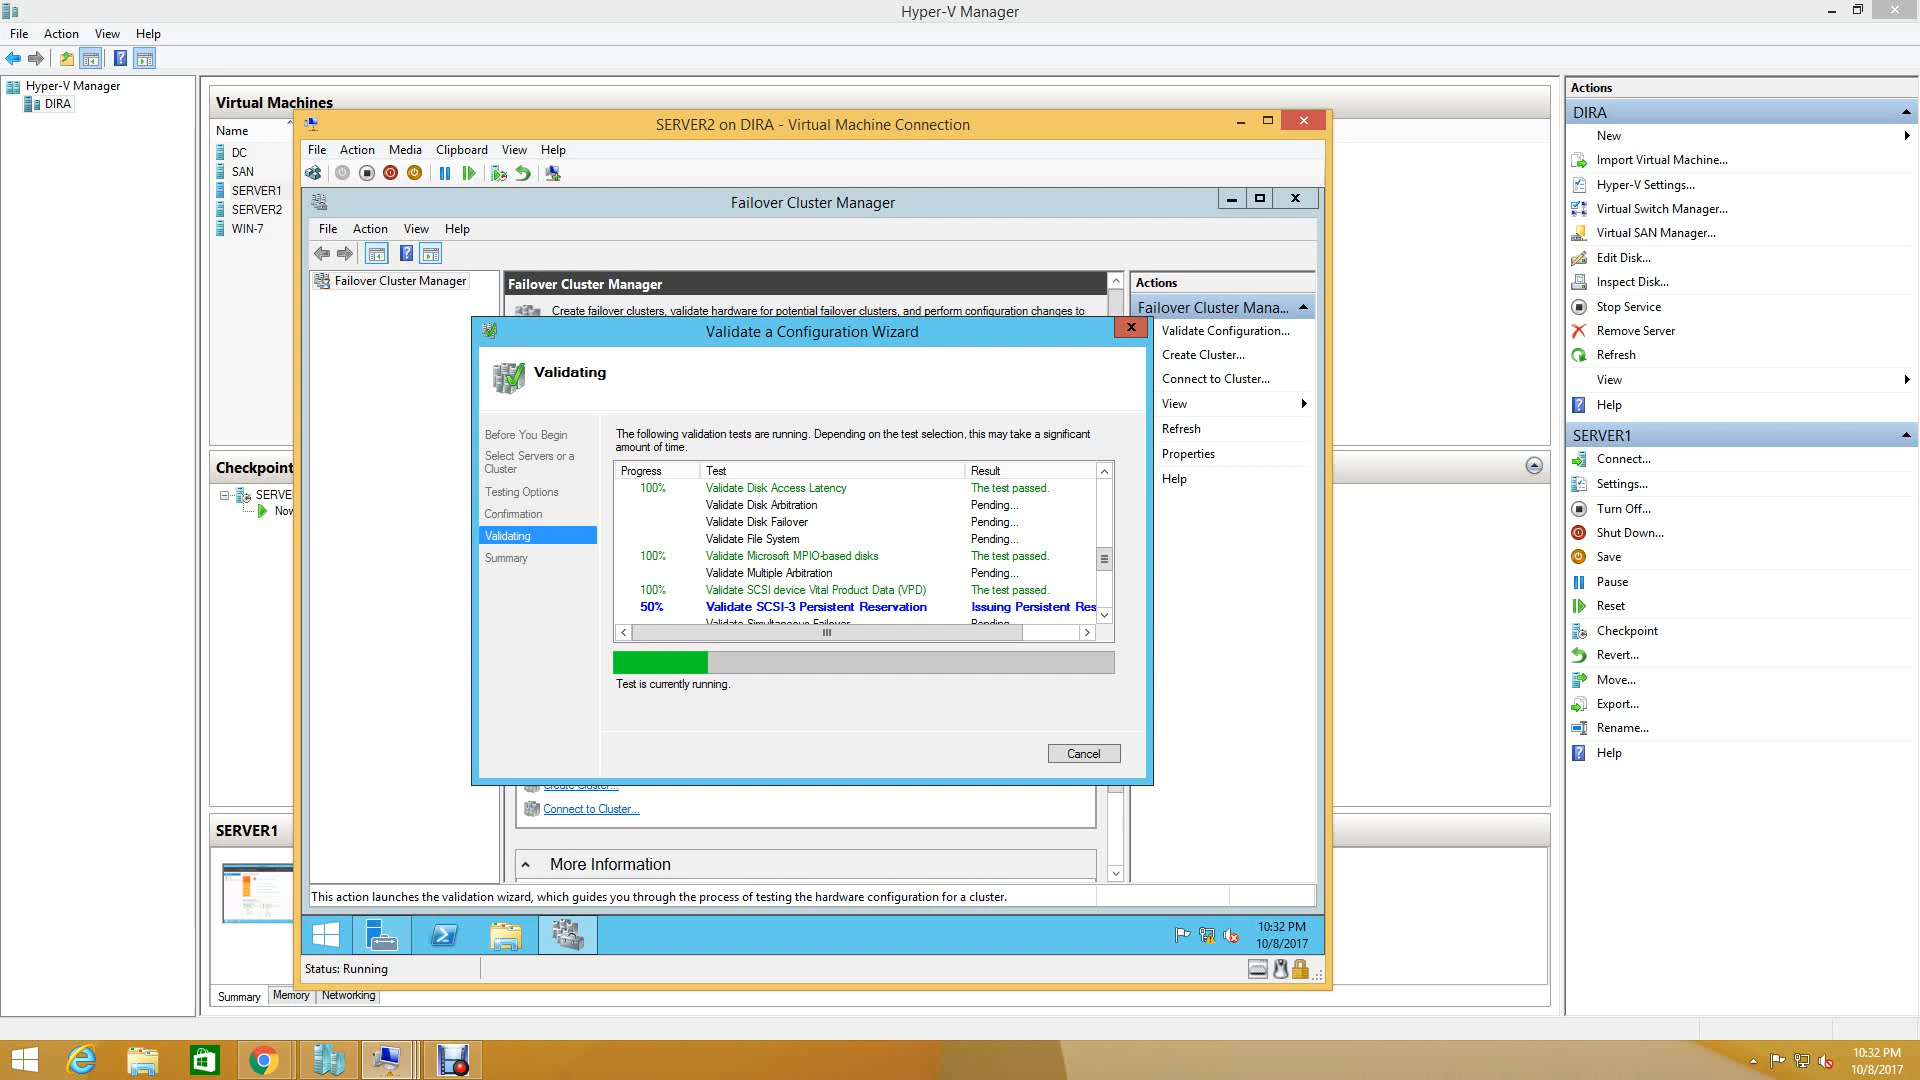 Hyper-V Manager
File Action View Help
Hyper-V Manager
DIRA
Virtual Machines
Name
DC
SAN
SERVER1
SERVER2
WIN-7
Checkpoint
SERVE
Nov
SERVER1
Summary Memory Networking
SERVER2 on DIRA - Virtual Machine Connection
File Action Media Clipboard View Help
Failover Cluster Manager
File Action View Help
Failover Cluster Manager
Failover Cluster Manager
Create failover clusters, validate hardware for potential failover clusters, and perform configuration changes to
Validate a Configuration Wizard
Validating
Before You Begin
Select Servers or a
Cluster
Testing Options
Confirmation
Validating
Summary
The following validation tests are running. Depending on the test selection, this may take a significant
amount of time.
Progress Test Result
100% Validate Disk Access Latency The test passed.
Validate Disk Arbitration Pending...
Validate Disk Failover Pending...
Validate File System Pending...
100% Validate Microsoft MPIO-based disks The test passed.
Validate Multiple Arbitration Pending...
100% Validate SCSI device Vital Product Data (VPD) The test passed.
50% Validate SCSI-3 Persistent Reservation Issuing Persistent Res
Validate Simultaneous Failover Pending
Test is currently running.
Cancel
Create Cluster...
Connect to Cluster...
More Information
Actions
Failover Cluster Mana...
Validate Configuration...
Create Cluster...
Connect to Cluster...
View
Refresh
Properties
Help
This action launches the validation wizard, which guides you through the process of testing the hardware configuration for a cluster.
10:32 PM
10/8/2017
Status: Running
Actions
DIRA
New
Import Virtual Machine...
Hyper-V Settings...
Virtual Switch Manager...
Virtual SAN Manager...
Edit Disk...
Inspect Disk...
Stop Service
Remove Server
Refresh
View
Help
SERVER1
Connect...
Settings...
Turn Off...
Shut Down...
Save
Pause
Reset
Checkpoint
Revert...
Move...
Export...
Rename...
Help
10:32 PM
10/8/2017